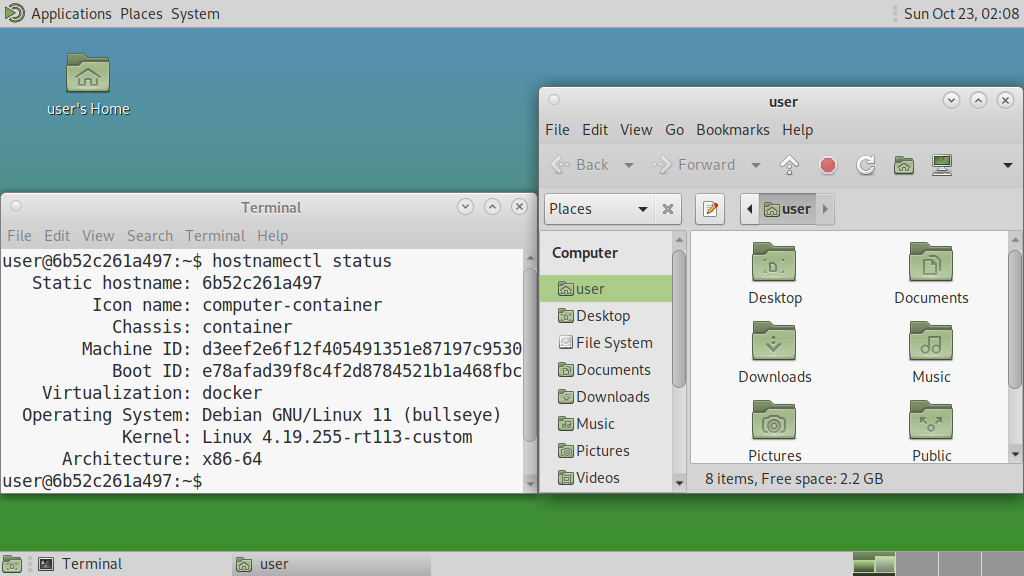 Applications Places System
Sun Oct 23, 02:08
user's Home
Terminal
File Edit View Search Terminal Help
user@6b52c261a497:~$ hostnamectl status
Static hostname: 6b52c261a497
Icon name: computer-container
Chassis: container
Machine ID: d3eef2e6f12f405491351e87197c9530
Boot ID: e78afad39f8c4f2d8784521b1a468fbc
Virtualization: docker
Operating System: Debian GNU/Linux 11 (bullseye)
Kernel: Linux 4.19.255-rt113-custom
Architecture: x86-64
user@6b52c261a497:~$
user
File Edit View Go Bookmarks Help
Back Forward
Places user
Computer
user
Desktop
File System
Documents
Downloads
Music
Pictures
Videos
Desktop Documents
Downloads Music
Pictures Public
8 items, Free space: 2.2 GB
Terminal user